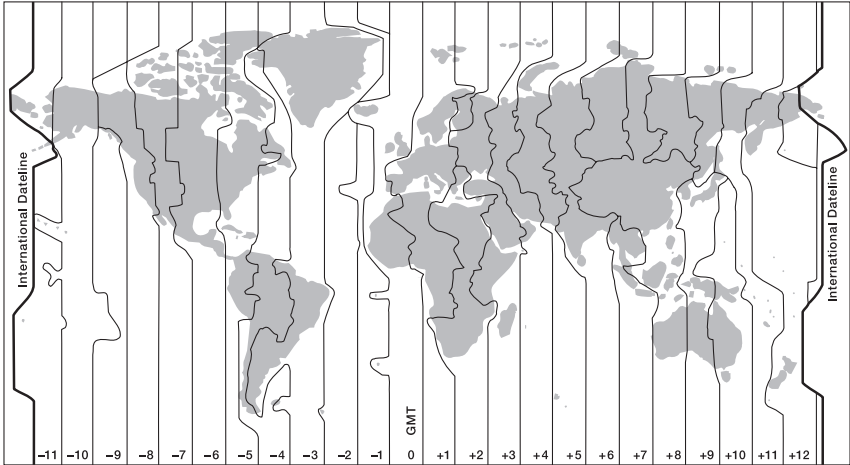 International Dateline
International Dateline
GMT
−11 −10 −9 −8 −7 −6 −5 −4 −3 −2 −1 0 +1 +2 +3 +4 +5 +6 +7 +8 +9 +10 +11 +12